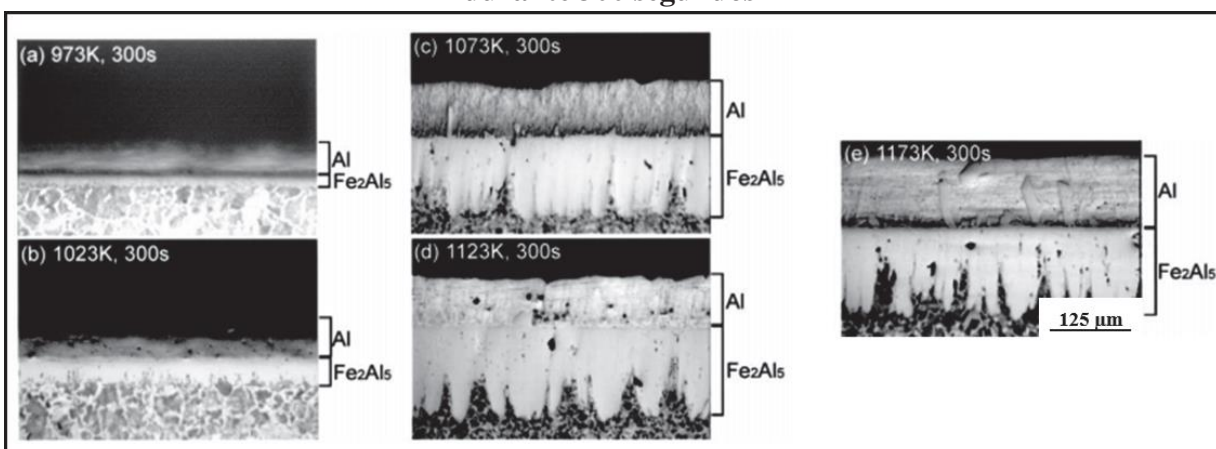 (a) 973K, 300s
Al
Fe₂Al₅
(b) 1023K, 300s
Al
Fe₂Al₅
(c) 1073K, 300s
Al
Fe₂Al₅
(d) 1123K, 300s
Al
Fe₂Al₅
(e) 1173K, 300s
Al
Fe₂Al₅
125 µm